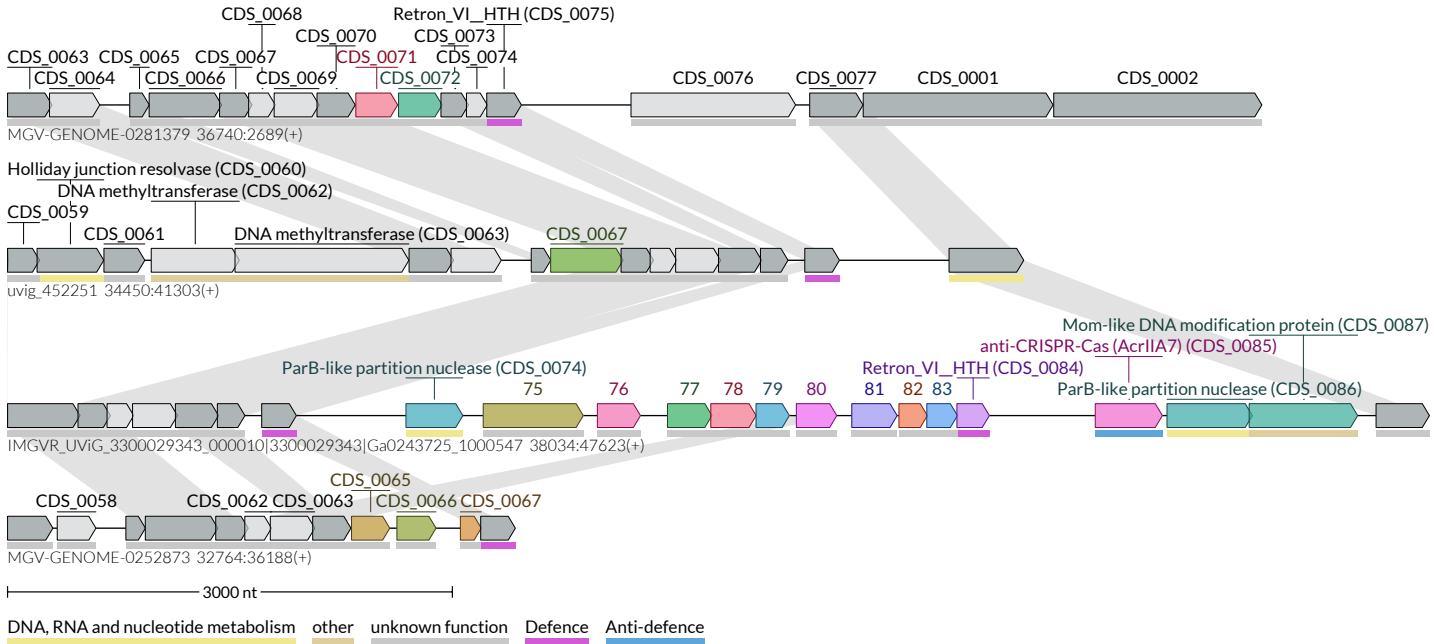 CDS_0068 Retron_VI__HTH (CDS_0075)
CDS_0070 CDS_0073
CDS_0063 CDS_0065 CDS_0067 CDS_0071 CDS_0074
CDS_0064 CDS_0066 CDS_0069 CDS_0072 CDS_0076 CDS_0077 CDS_0001 CDS_0002
MGV-GENOME-0281379 36740:2689(+)
Holliday junction resolvase (CDS_0060)
DNA methyltransferase (CDS_0062)
CDS_0059
CDS_0061 DNA methyltransferase (CDS_0063) CDS_0067
uvig_452251 34450:41303(+)
Mom-like DNA modification protein (CDS_0087)
anti-CRISPR-Cas (AcrIIA7) (CDS_0085)
ParB-like partition nuclease (CDS_0074) Retron_VI__HTH (CDS_0084)
75 76 77 78 79 80 81 82 83 ParB-like partition nuclease (CDS_0086)
IMGVR_UViG_3300029343_000010|3300029343|Ga0243725_1000547 38034:47623(+)
CDS_0065
CDS_0058 CDS_0062 CDS_0063 CDS_0066 CDS_0067
MGV-GENOME-0252873 32764:36188(+)
3000 nt
DNA, RNA and nucleotide metabolism other unknown function Defence Anti-defence